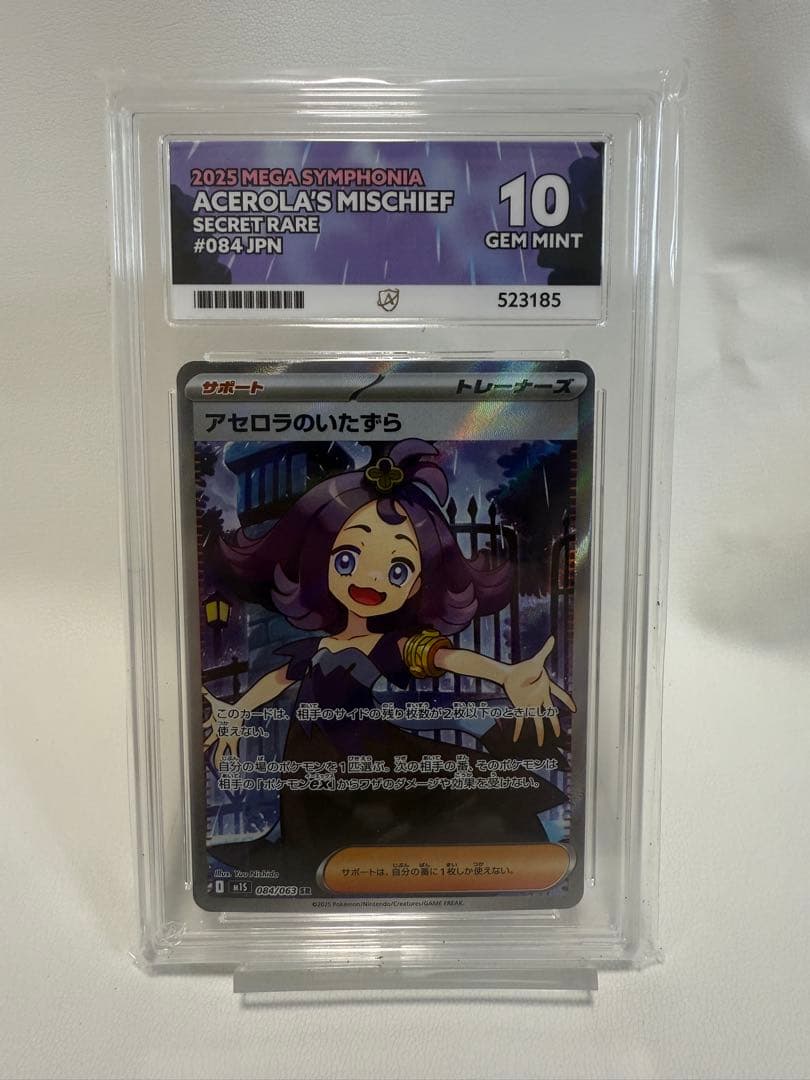 2025 MEGA SYMPHONIA
ACEROLA'S MISCHIEF
SECRET RARE
#084 JPN
10
GEM MINT
523185
サポート
トレーナーズ
アセロラのいたずら
このカードは、相手のサイドの残り枚数が2枚以下のときにしか
使えない。
自分の場のポケモンを1匹選ぶ。次の相手の番、そのポケモンは
相手の「ポケモンex」からワザのダメージや効果を受けない。
サポートは、自分の番に1枚しか使えない。
Illus. Yuu Nishida
M1S 084/063 SR
©2025 Pokémon/Nintendo/Creatures/GAME FREAK.